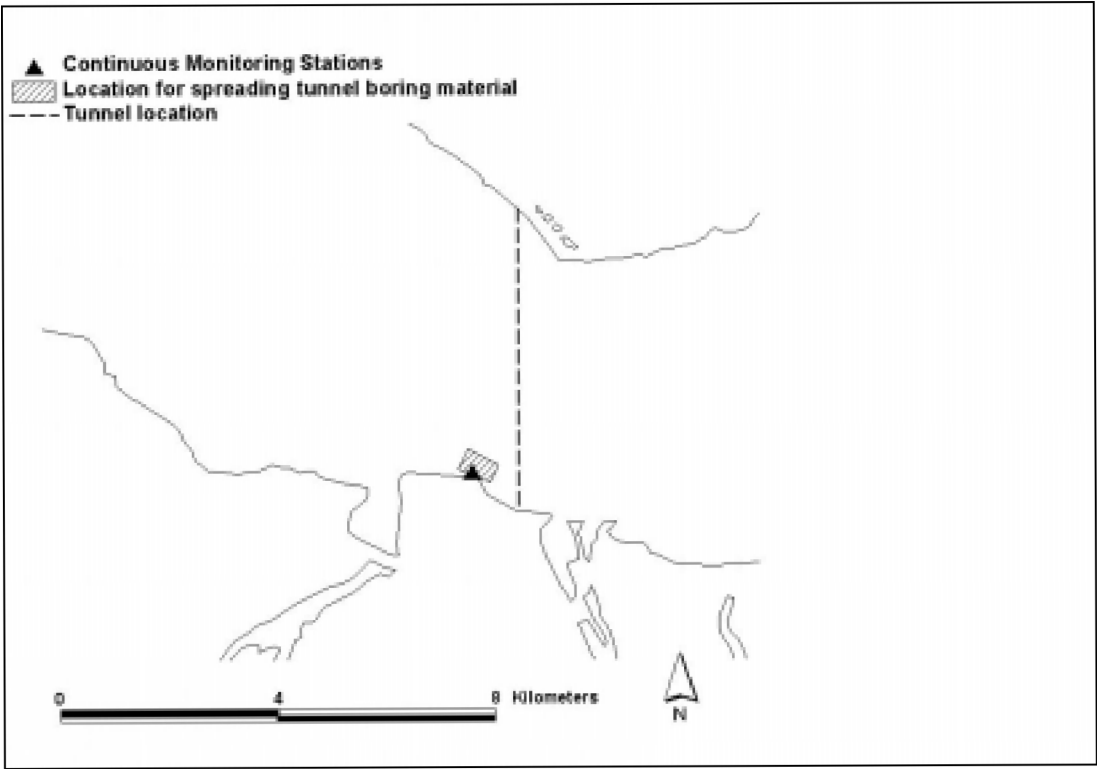 Continuous Monitoring Stations
Location for spreading tunnel boring material
Tunnel location
0 4 8 Kilometers
N